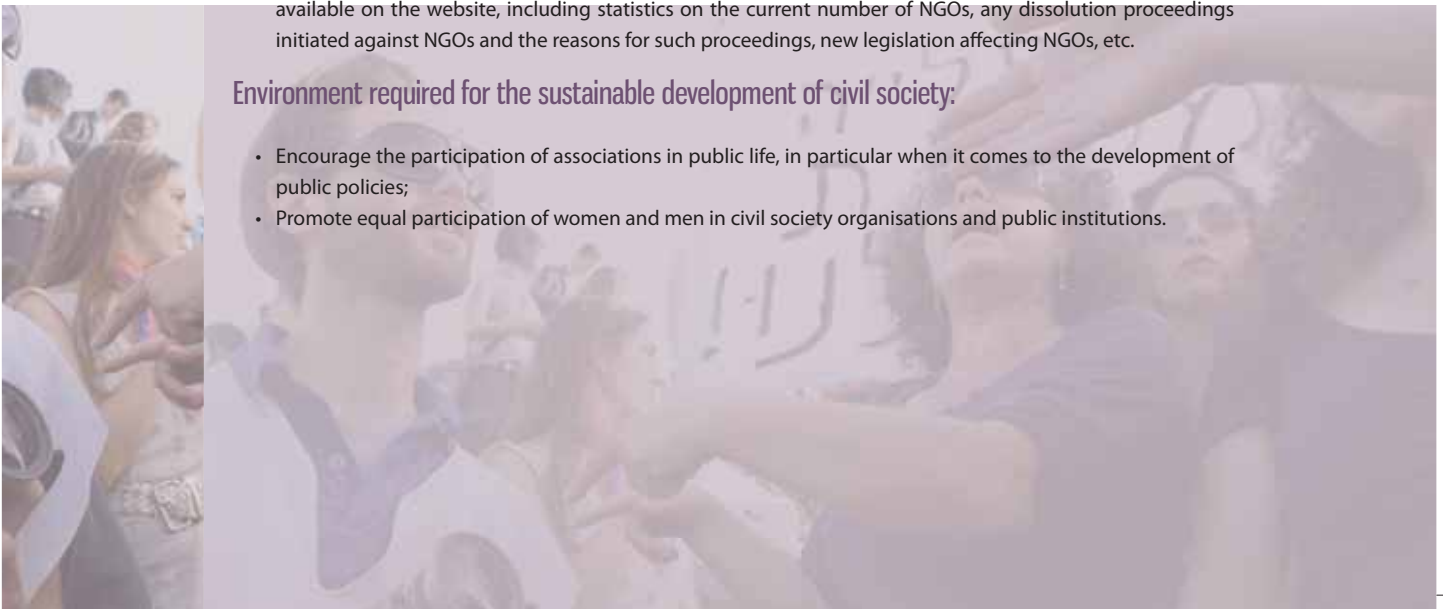 available on the website, including statistics on the current number of NGOs, any dissolution proceedings
initiated against NGOs and the reasons for such proceedings, new legislation affecting NGOs, etc.
Environment required for the sustainable development of civil society:
• Encourage the participation of associations in public life, in particular when it comes to the development of
public policies;
• Promote equal participation of women and men in civil society organisations and public institutions.